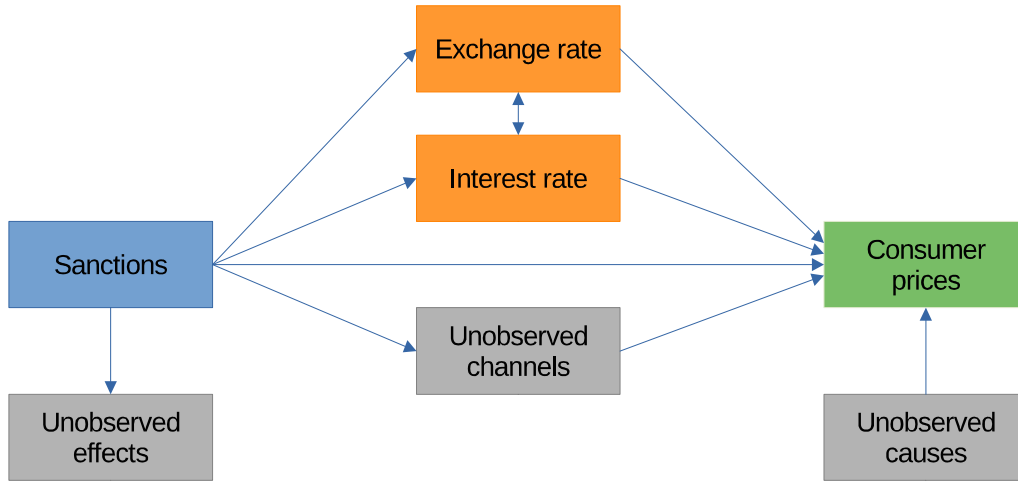 Exchange rate
Interest rate
Sanctions
Consumer
prices
Unobserved
channels
Unobserved
effects
Unobserved
causes